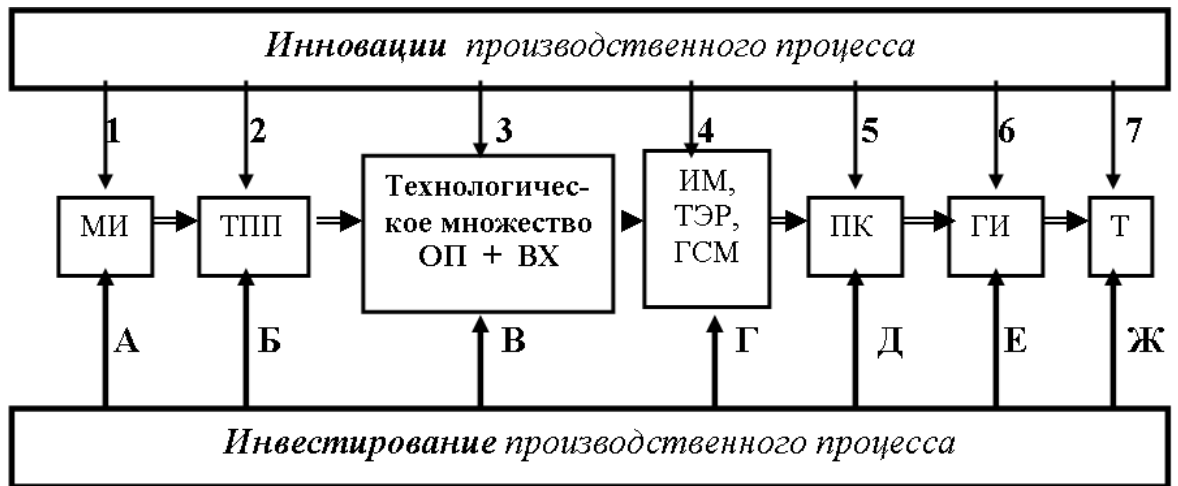 Инновации производственного процесса
1 2 3 4 5 6 7
МИ
ТПП
Технологичес-
кое множество
ОП + ВХ
ИМ,
ТЭР,
ГСМ
ПК
ГИ
Т
А Б В Г Д Е Ж
Инвестирование производственного процесса